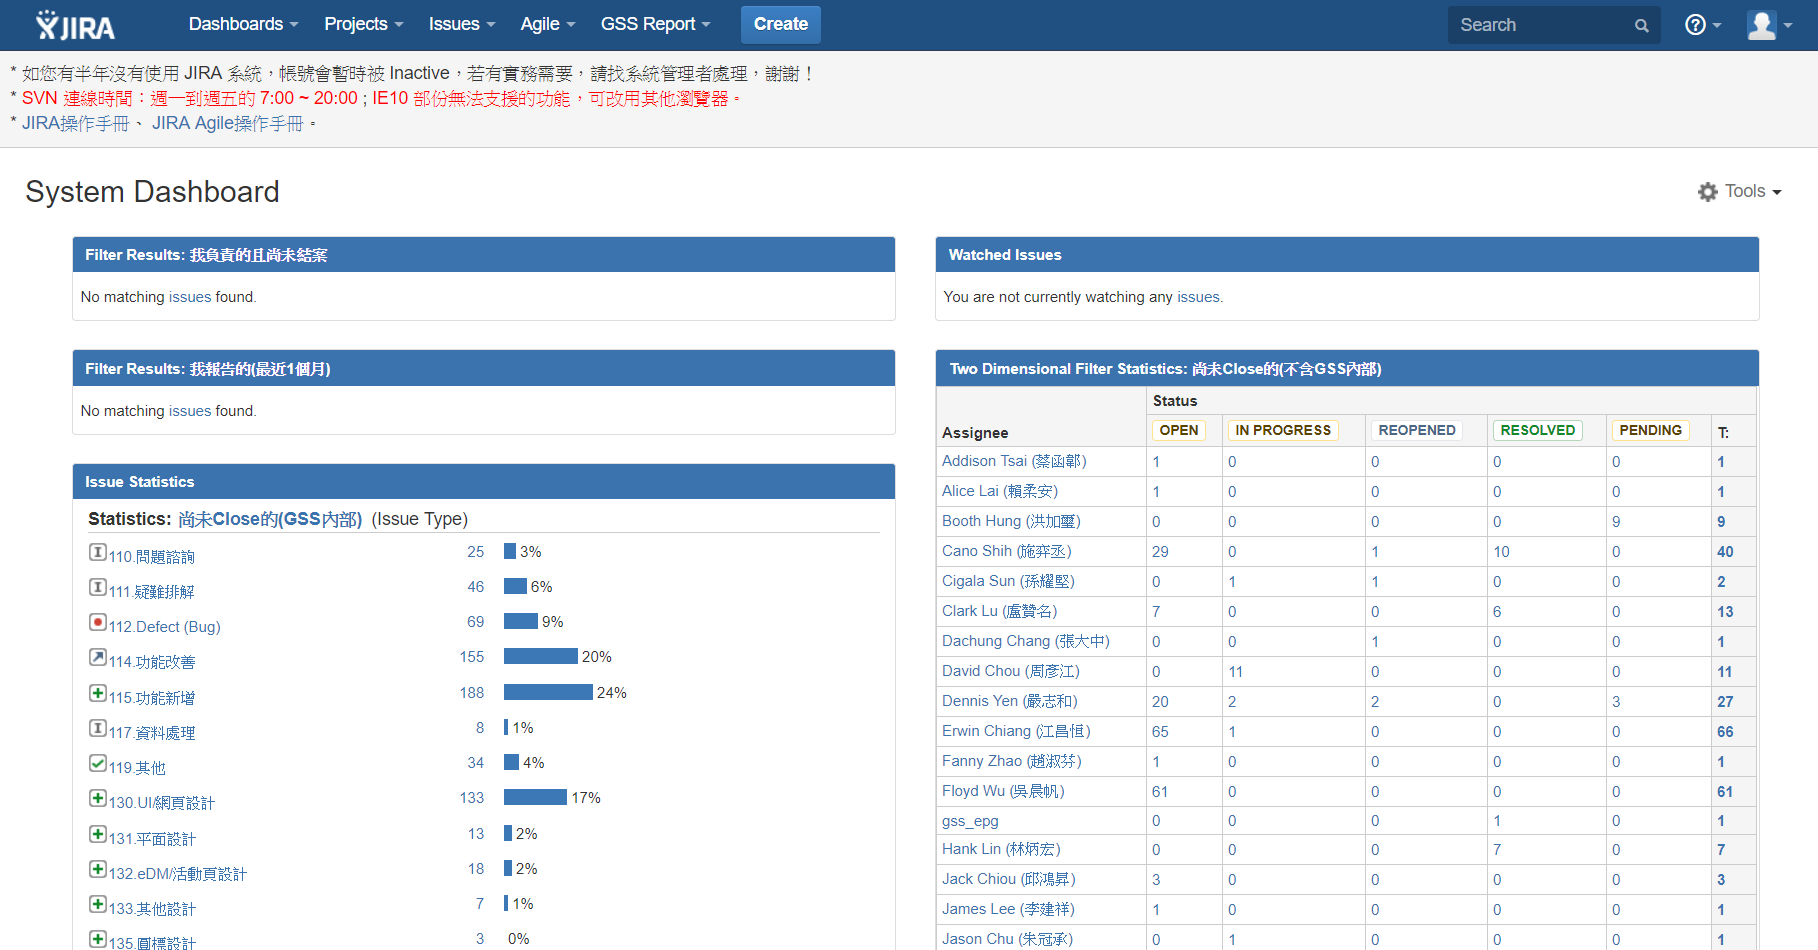 JIRA
Dashboards Projects Issues Agile GSS Report Create Search
* 如您有半年沒有使用 JIRA 系統，帳號會暫時被 Inactive，若有實務需要，請找系統管理者處理，謝謝！
* SVN 連線時間：週一到週五的 7:00 ~ 20:00 ; IE10 部份無法支援的功能，可改用其他瀏覽器。
* JIRA操作手冊、 JIRA Agile操作手冊。
System Dashboard
Tools
Filter Results: 我負責的且尚未結案
No matching issues found.
Filter Results: 我報告的(最近1個月)
No matching issues found.
Issue Statistics
Statistics: 尚未Close的(GSS內部) (Issue Type)
110.問題諮詢 25 3%
111.疑難排解 46 6%
112.Defect (Bug) 69 9%
114.功能改善 155 20%
115.功能新增 188 24%
117.資料處理 8 1%
119.其他 34 4%
130.UI/網頁設計 133 17%
131.平面設計 13 2%
132.eDM/活動頁設計 18 2%
133.其他設計 7 1%
135.圓標設計 3 0%
Watched Issues
You are not currently watching any issues.
Two Dimensional Filter Statistics: 尚未Close的(不含GSS內部)
Status
Assignee OPEN IN PROGRESS REOPENED RESOLVED PENDING T:
Addison Tsai (蔡函鄣) 1 0 0 0 0 1
Alice Lai (賴柔安) 1 0 0 0 0 1
Booth Hung (洪加璽) 0 0 0 0 9 9
Cano Shih (施弈丞) 29 0 1 10 0 40
Cigala Sun (孫耀堅) 0 1 1 0 0 2
Clark Lu (盧贊名) 7 0 0 6 0 13
Dachung Chang (張大中) 0 0 1 0 0 1
David Chou (周彥江) 0 11 0 0 0 11
Dennis Yen (嚴志和) 20 2 2 0 3 27
Erwin Chiang (江昌恒) 65 1 0 0 0 66
Fanny Zhao (趙淑芬) 1 0 0 0 0 1
Floyd Wu (吳晨帆) 61 0 0 0 0 61
gss_epg 0 0 0 1 0 1
Hank Lin (林炳宏) 0 0 0 7 0 7
Jack Chiou (邱鴻昇) 3 0 0 0 0 3
James Lee (李建祥) 1 0 0 0 0 1
Jason Chu (朱冠承) 0 1 0 0 0 1